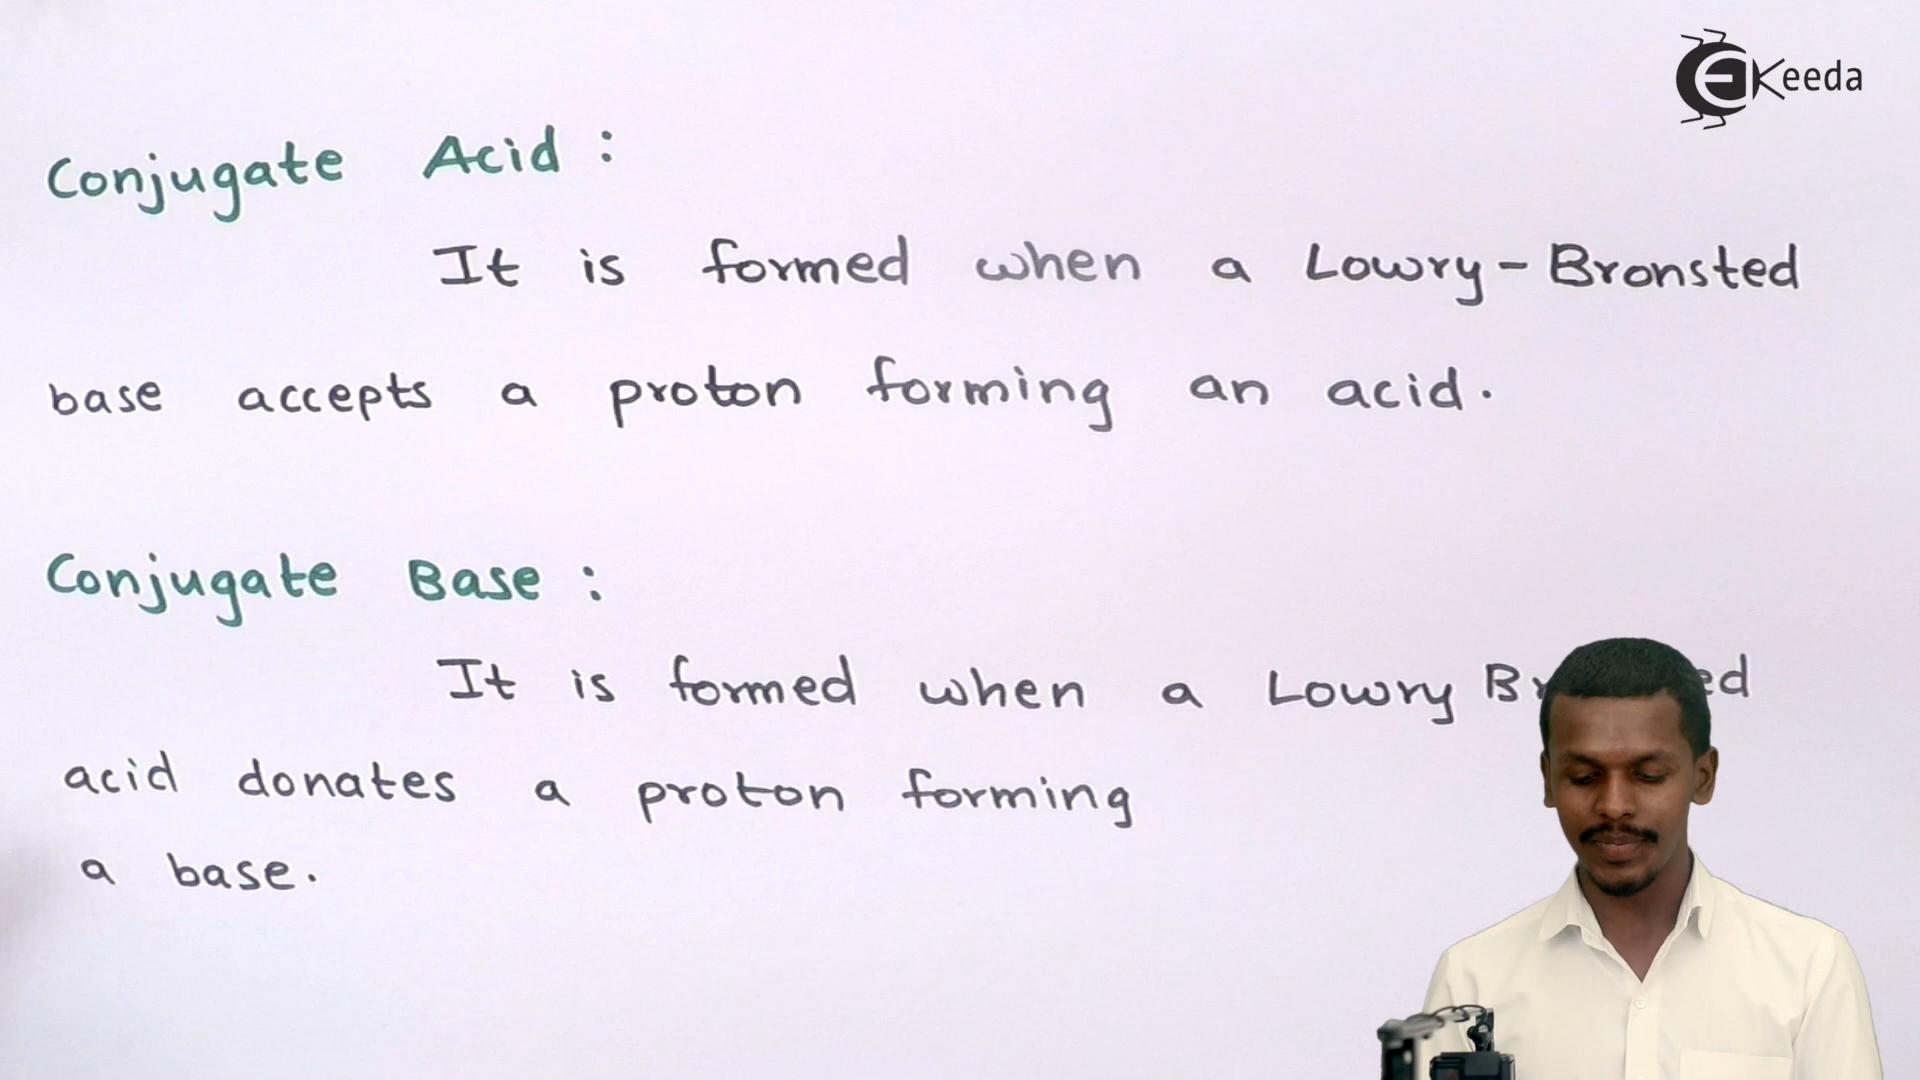 Keeda
Conjugate Acid :
It is formed when a Lowry-Bronsted
base accepts a proton forming an acid.
Conjugate Base :
It is formed when a Lowry
acid donates a proton forming
a base.